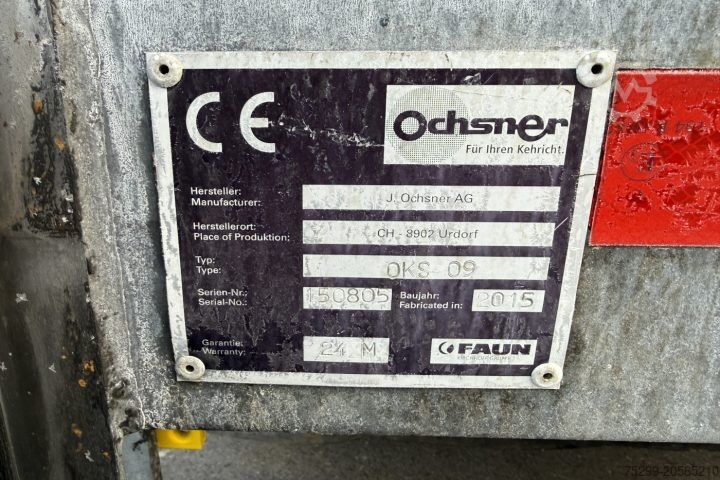 CE
Ochsner
Für Ihren Kehricht.
Hersteller:
Manufacturer:
J. Ochsner AG
Herstellerort:
Place of Produktion:
CH - 8902 Urdorf
Typ:
Type:
OKS 09
Serien-Nr.:
Serial-No.:
150805
Baujahr:
Fabricated in:
2015
Garantie:
Warranty:
24 M
FAUN
75299-20585210